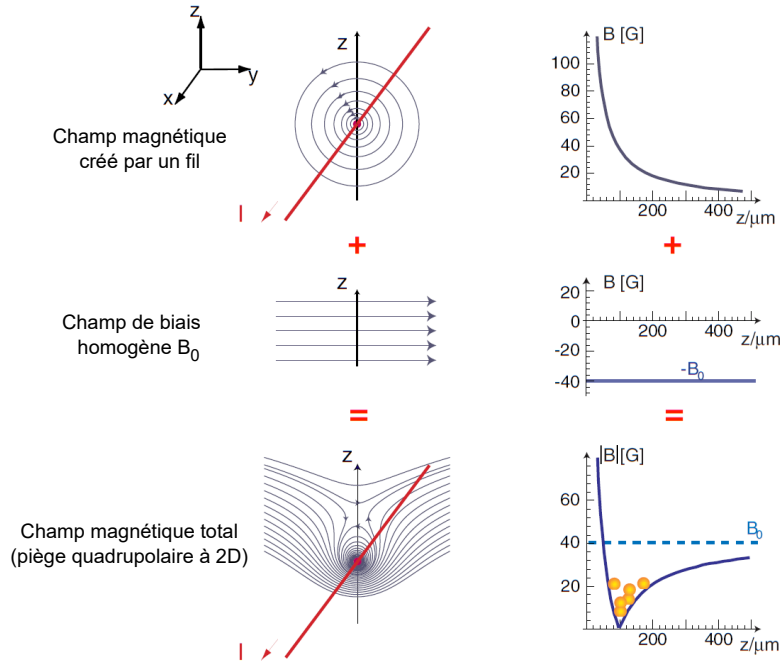 z
y
x
Champ magnétique
créé par un fil
z
I
B [G]
100
80
60
40
20
200
400
z/μm
+
+
Champ de biais
homogène B₀
z
B [G]
20
0
-20
-40
200
400
z/μm
-B₀
=
=
Champ magnétique total
(piège quadrupolaire à 2D)
z
I
|B|[G]
60
40
20
B₀
200
400
z/μm